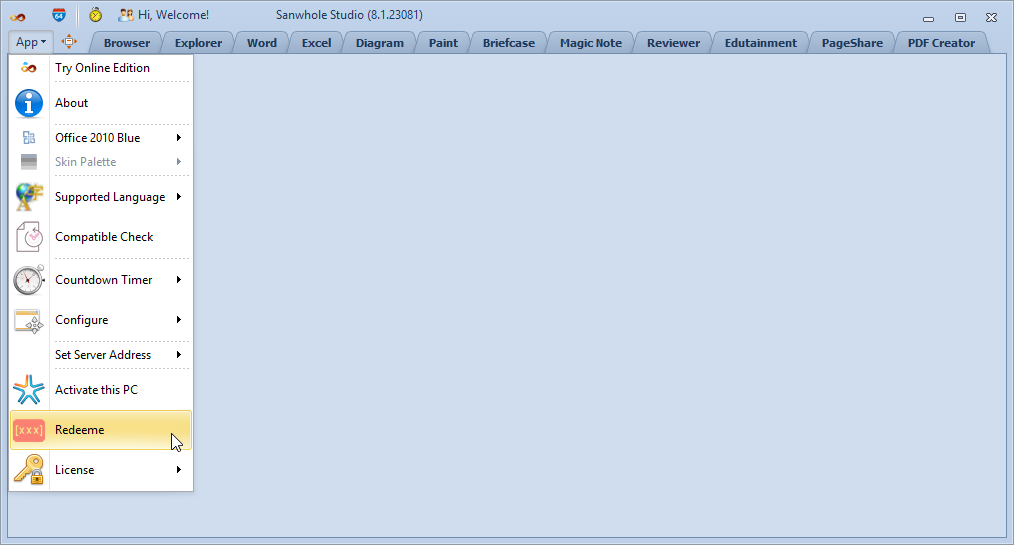 64 Hi, Welcome! Sanwhole Studio (8.1.23081)
App Browser Explorer Word Excel Diagram Paint Briefcase Magic Note Reviewer Edutainment PageShare PDF Creator
Try Online Edition
About
Office 2010 Blue
Skin Palette
Supported Language
Compatible Check
Countdown Timer
Configure
Set Server Address
Activate this PC
[xxx] Redeeme
License